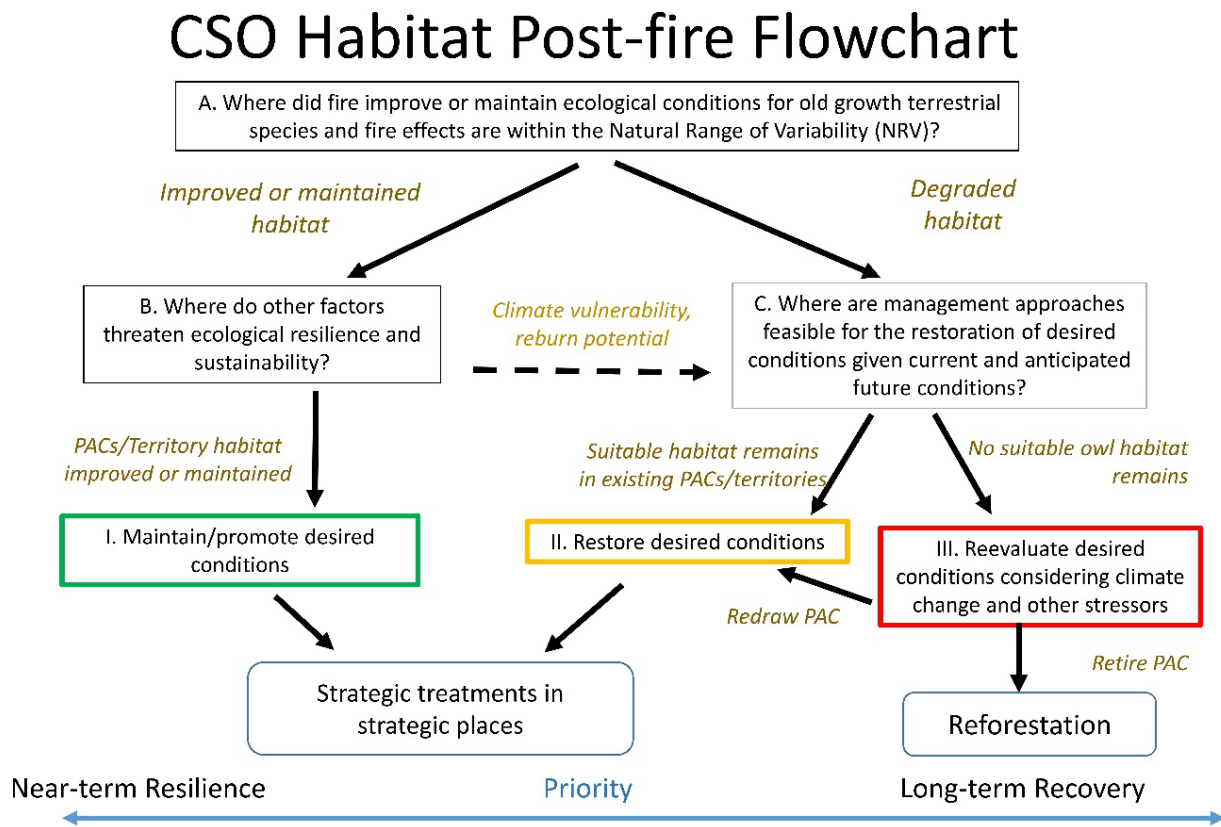 CSO Habitat Post-fire Flowchart
A. Where did fire improve or maintain ecological conditions for old growth terrestrial
species and fire effects are within the Natural Range of Variability (NRV)?
Improved or maintained
habitat
Degraded
habitat
B. Where do other factors
threaten ecological resilience and
sustainability?
Climate vulnerability,
reburn potential
C. Where are management approaches
feasible for the restoration of desired
conditions given current and anticipated
future conditions?
PACs/Territory habitat
improved or maintained
Suitable habitat remains
in existing PACs/territories
No suitable owl habitat
remains
I. Maintain/promote desired
conditions
II. Restore desired conditions
III. Reevaluate desired
conditions considering climate
change and other stressors
Redraw PAC
Retire PAC
Strategic treatments in
strategic places
Reforestation
Near-term Resilience
Priority
Long-term Recovery